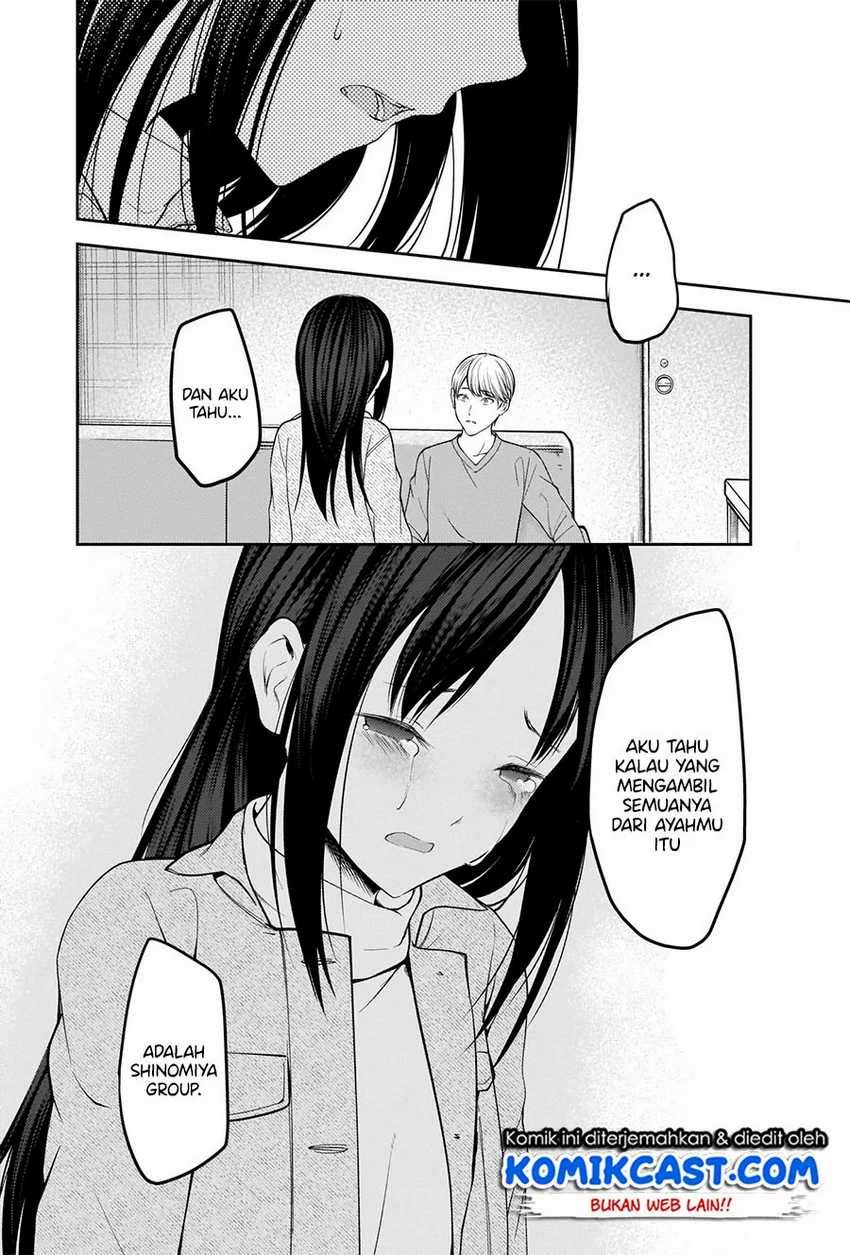 ...
DAN AKU
TAHU...
AKU TAHU
KALAU YANG
MENGAMBIL
SEMUANYA
DARI AYAHMU
ITU
ADALAH
SHINOMIYA
GROUP.
Komik ini diterjemahkan & diedit oleh
KOMIKCAST.COM
BUKAN WEB LAIN!!